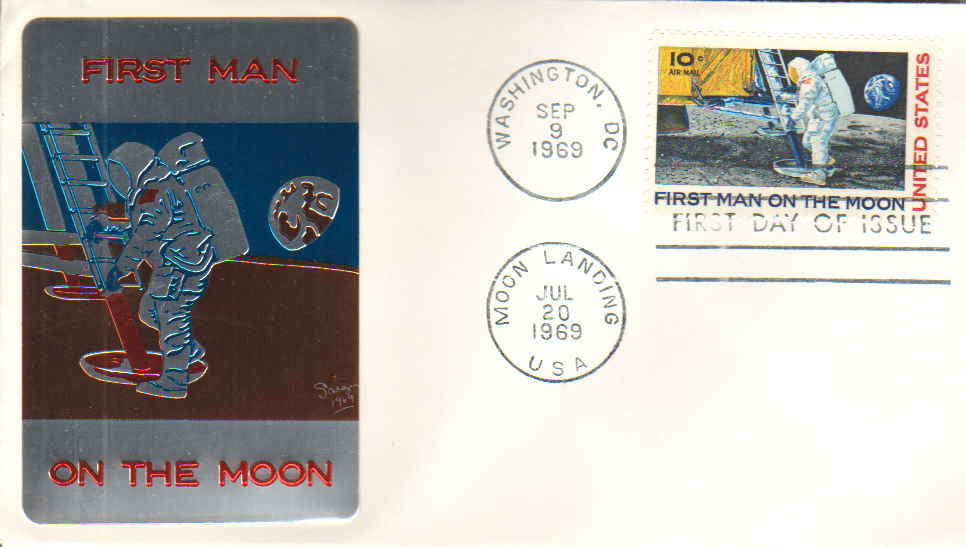 FIRST MAN
ON THE MOON
1969
WASHINGTON, DC
SEP
9
1969
MOON LANDING
JUL
20
1969
USA
10¢
AIR MAIL
UNITED STATES
FIRST MAN ON THE MOON
FIRST DAY OF ISSUE